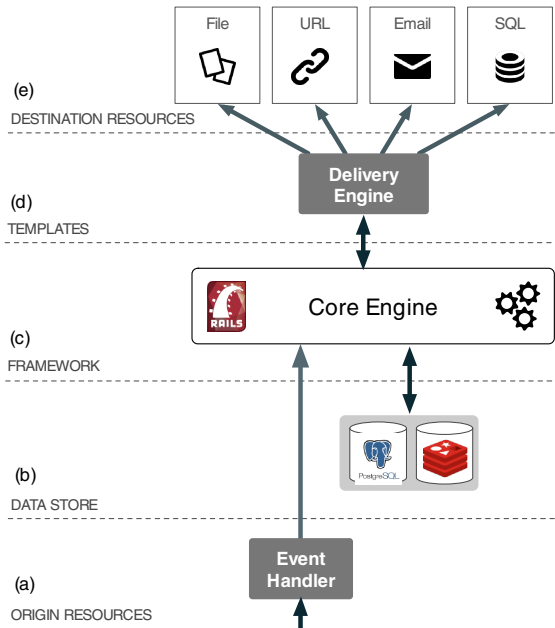 File
URL
Email
SQL
(e)
DESTINATION RESOURCES
Delivery
Engine
(d)
TEMPLATES
RAILS
Core Engine
(c)
FRAMEWORK
PostgreSQL
(b)
DATA STORE
Event
Handler
(a)
ORIGIN RESOURCES